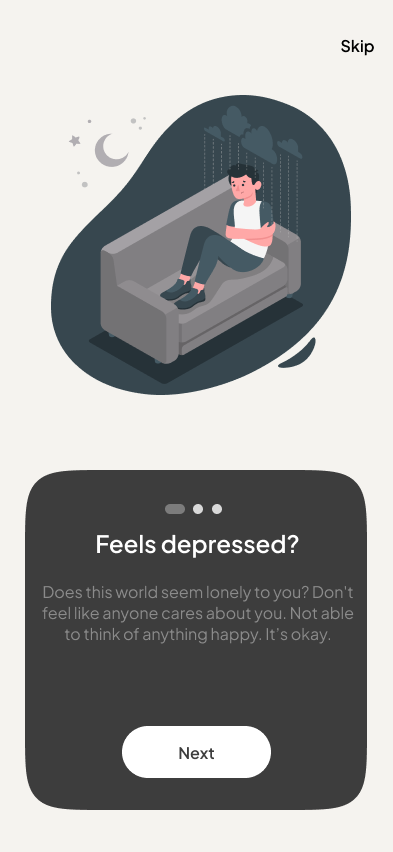 Skip
Feels depressed?
Does this world seem lonely to you? Don't
feel like anyone cares about you. Not able
to think of anything happy. It’s okay.
Next